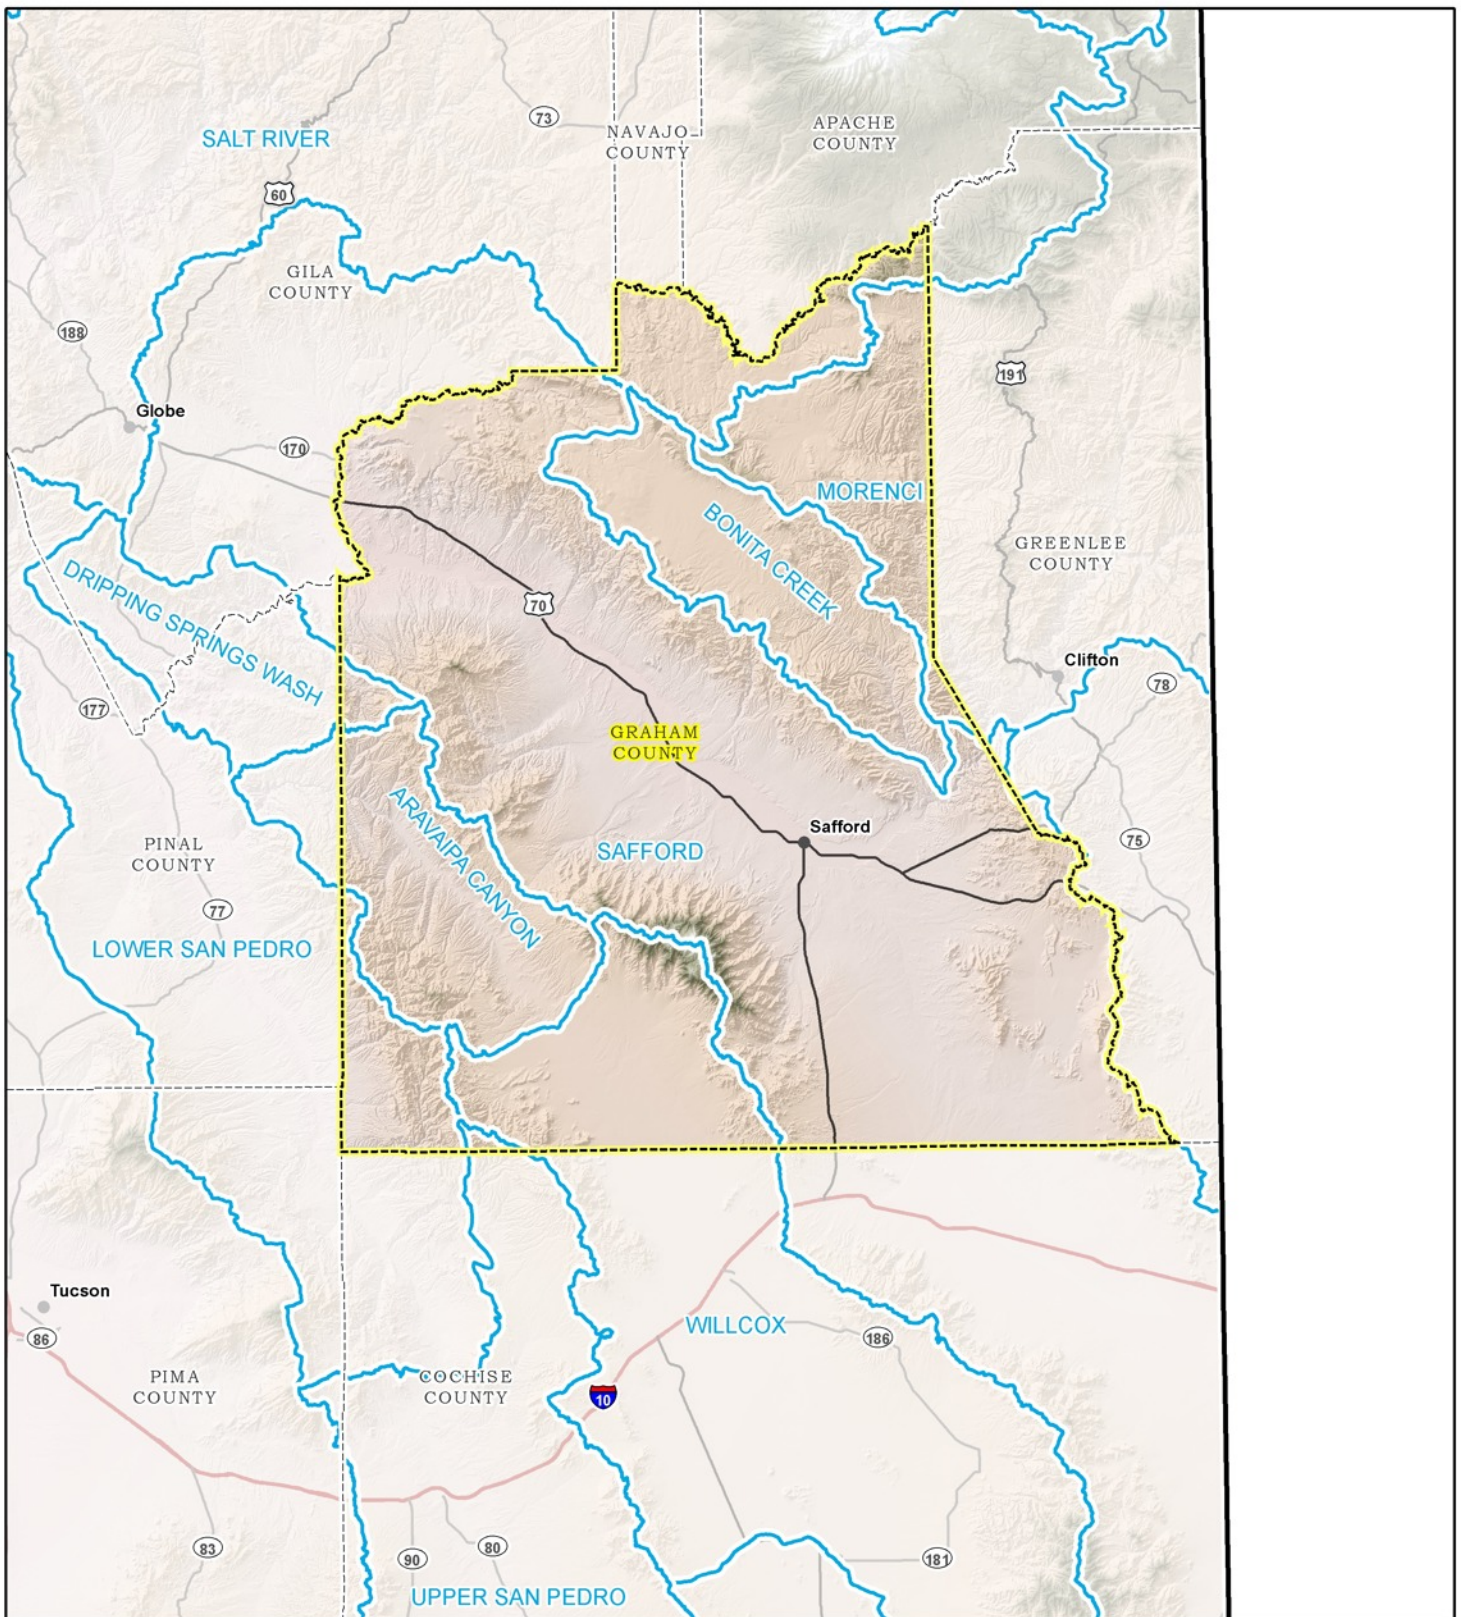 73
NAVAJO
COUNTY
APACHE
COUNTY
SALT RIVER
60
GILA
COUNTY
188
191
Globe
170
MORENCI
BONITA CREEK
GREENLEE
COUNTY
DRIPPING SPRINGS WASH
70
Clifton
78
177
GRAHAM
COUNTY
ARAVAIPA CANYON
Safford
75
PINAL
COUNTY
SAFFORD
77
LOWER SAN PEDRO
Tucson
86
WILLCOX
186
PIMA
COUNTY
COCHISE
COUNTY
10
83
90
80
181
UPPER SAN PEDRO